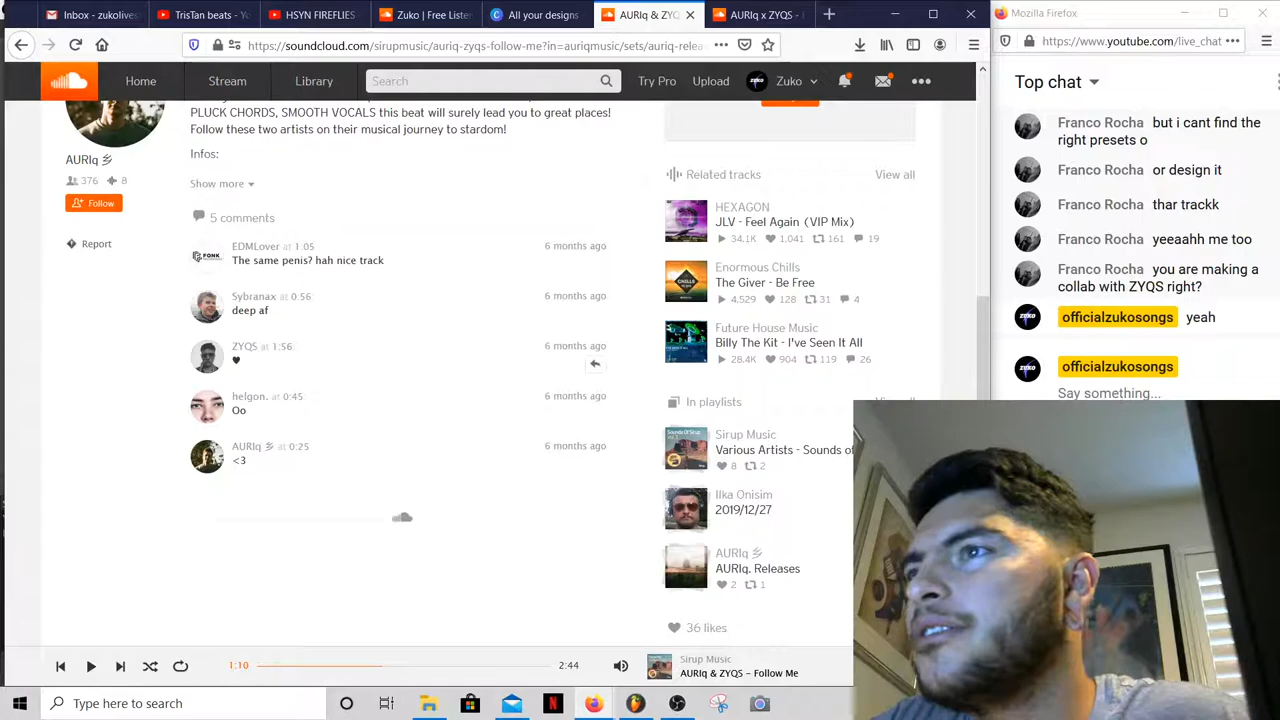 Inbox - zukolives
TrisTan beats - Yo
HSYN FIREFLIES
Zuko | Free Listen
All your designs
AURIq & ZYQ
AURIq x ZYQS - F
Mozilla Firefox
https://www.soundcloud.com/sirupmusic/auriq-zyqs-follow-me?in=auriqmusic/sets/auriq-relea
https://www.youtube.com/live_chat
Home
Stream
Library
Search
Try Pro
Upload
Zuko
Top chat
PLUCK CHORDS, SMOOTH VOCALS this beat will surely lead you to great places!
Follow these two artists on their musical journey to stardom!
Infos:
Show more
AURIq 乡
376
8
Follow
Report
5 comments
EDMLover at 1:05
6 months ago
FONK
The same penis? hah nice track
Sybranax at 0:56
6 months ago
deep af
ZYQS at 1:56
6 months ago
♥
helgon. at 0:45
6 months ago
Oo
AURIq 乡 at 0:25
6 months ago
<3
Related tracks
View all
HEXAGON
JLV - Feel Again (VIP Mix)
34.1K
1,041
161
19
Enormous Chills
The Giver - Be Free
4,529
128
31
4
Future House Music
Billy The Kit - I've Seen It All
28.4K
904
119
26
In playlists
Sirup Music
Various Artists - Sounds of
8
2
Ilka Onisim
2019/12/27
AURIq 乡
AURIq. Releases
2
1
36 likes
Franco Rocha but i cant find the
right presets o
Franco Rocha or design it
Franco Rocha thar trackk
Franco Rocha yeeaahh me too
Franco Rocha you are making a
collab with ZYQS right?
officialzukosongs yeah
officialzukosongs
Say something...
1:10
2:44
Sirup Music
AURIq & ZYQS – Follow Me
Type here to search